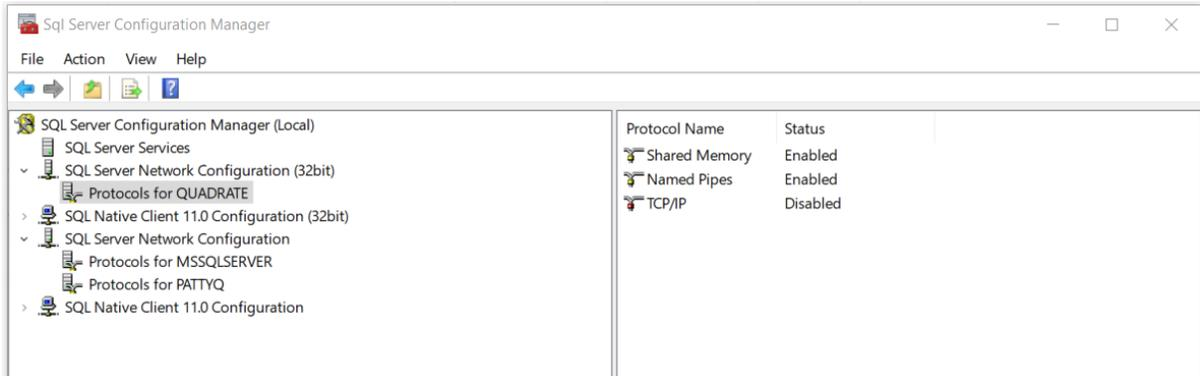 Sql Server Configuration Manager
File Action View Help
SQL Server Configuration Manager (Local)
SQL Server Services
SQL Server Network Configuration (32bit)
Protocols for QUADRATE
SQL Native Client 11.0 Configuration (32bit)
SQL Server Network Configuration
Protocols for MSSQLSERVER
Protocols for PATTYQ
SQL Native Client 11.0 Configuration
Protocol Name Status
Shared Memory Enabled
Named Pipes Enabled
TCP/IP Disabled